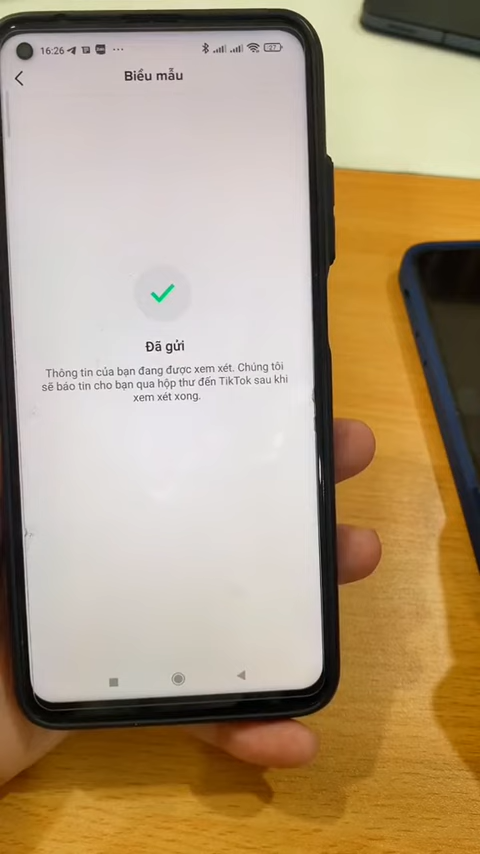 16:26
Biểu mẫu
Đã gửi
Thông tin của bạn đang được xem xét. Chúng tôi
sẽ báo tin cho bạn qua hộp thư đến TikTok sau khi
xem xét xong.